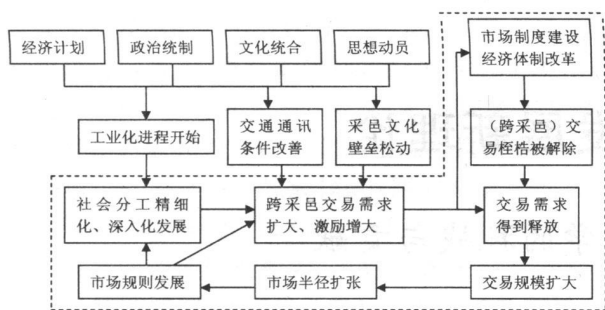 经济计划
政治统制
文化统合
思想动员
市场制度建设
经济体制改革
工业化进程开始
交通通讯
条件改善
采邑文化
壁垒松动
（跨采邑）交
易桎梏被解除
社会分工精细
化、深入化发展
跨采邑交易需求
扩大、激励增大
交易需求
得到释放
市场规则发展
市场半径扩张
交易规模扩大